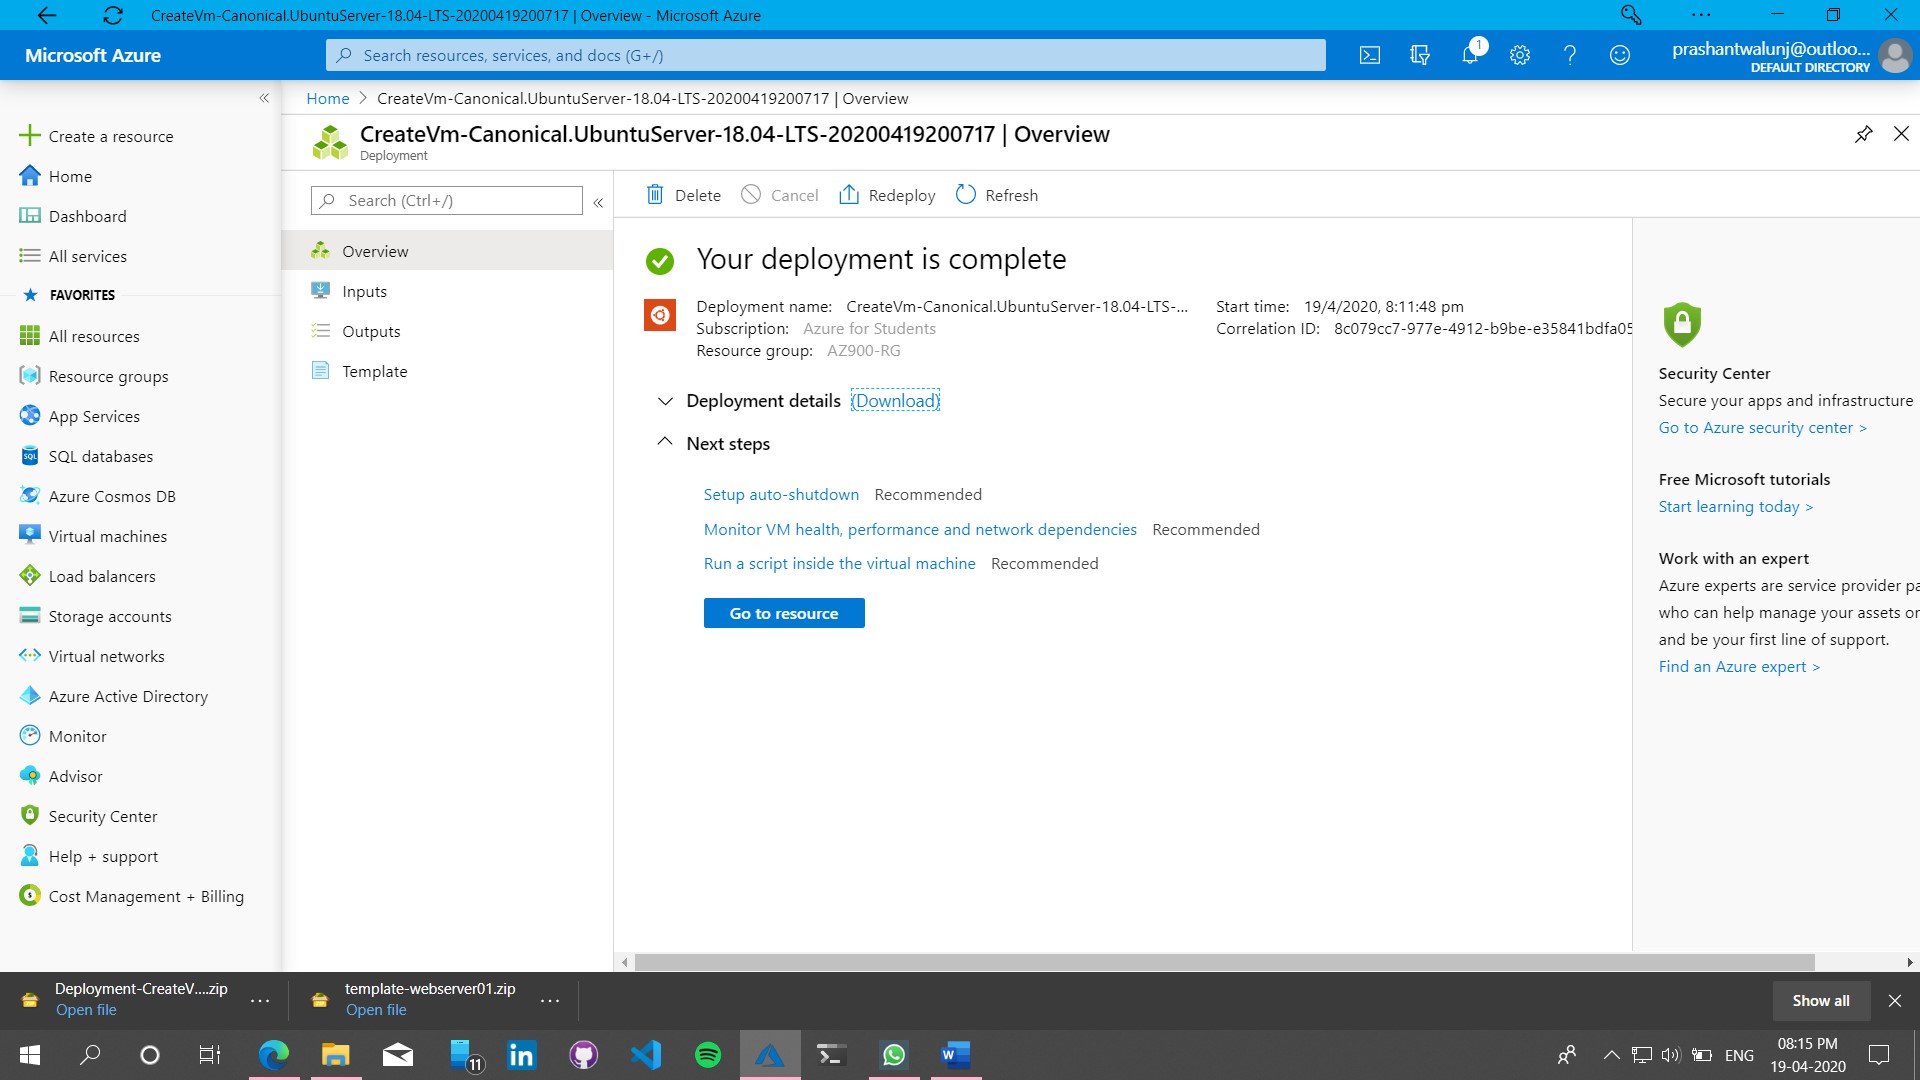 CreateVm-Canonical.UbuntuServer-18.04-LTS-20200419200717 | Overview - Microsoft Azure
Microsoft Azure
Search resources, services, and docs (G+/)
1
prashantwalunj@outloo...
DEFAULT DIRECTORY
Home > CreateVm-Canonical.UbuntuServer-18.04-LTS-20200419200717 | Overview
CreateVm-Canonical.UbuntuServer-18.04-LTS-20200419200717 | Overview
Deployment
Create a resource
Home
Dashboard
All services
FAVORITES
All resources
Resource groups
App Services
SQL databases
Azure Cosmos DB
Virtual machines
Load balancers
Storage accounts
Virtual networks
Azure Active Directory
Monitor
Advisor
Security Center
Help + support
Cost Management + Billing
Search (Ctrl+/)
Overview
Inputs
Outputs
Template
Delete Cancel Redeploy Refresh
Your deployment is complete
Deployment name: CreateVm-Canonical.UbuntuServer-18.04-LTS-...
Subscription: Azure for Students
Resource group: AZ900-RG
Start time: 19/4/2020, 8:11:48 pm
Correlation ID: 8c079cc7-977e-4912-b9be-e35841bdfa05
Deployment details (Download)
Next steps
Setup auto-shutdown Recommended
Monitor VM health, performance and network dependencies Recommended
Run a script inside the virtual machine Recommended
Go to resource
Security Center
Secure your apps and infrastructure
Go to Azure security center >
Free Microsoft tutorials
Start learning today >
Work with an expert
Azure experts are service provider pa
who can help manage your assets or
and be your first line of support.
Find an Azure expert >
Deployment-CreateV....zip
Open file
template-webserver01.zip
Open file
Show all
11
ENG
08:15 PM
19-04-2020